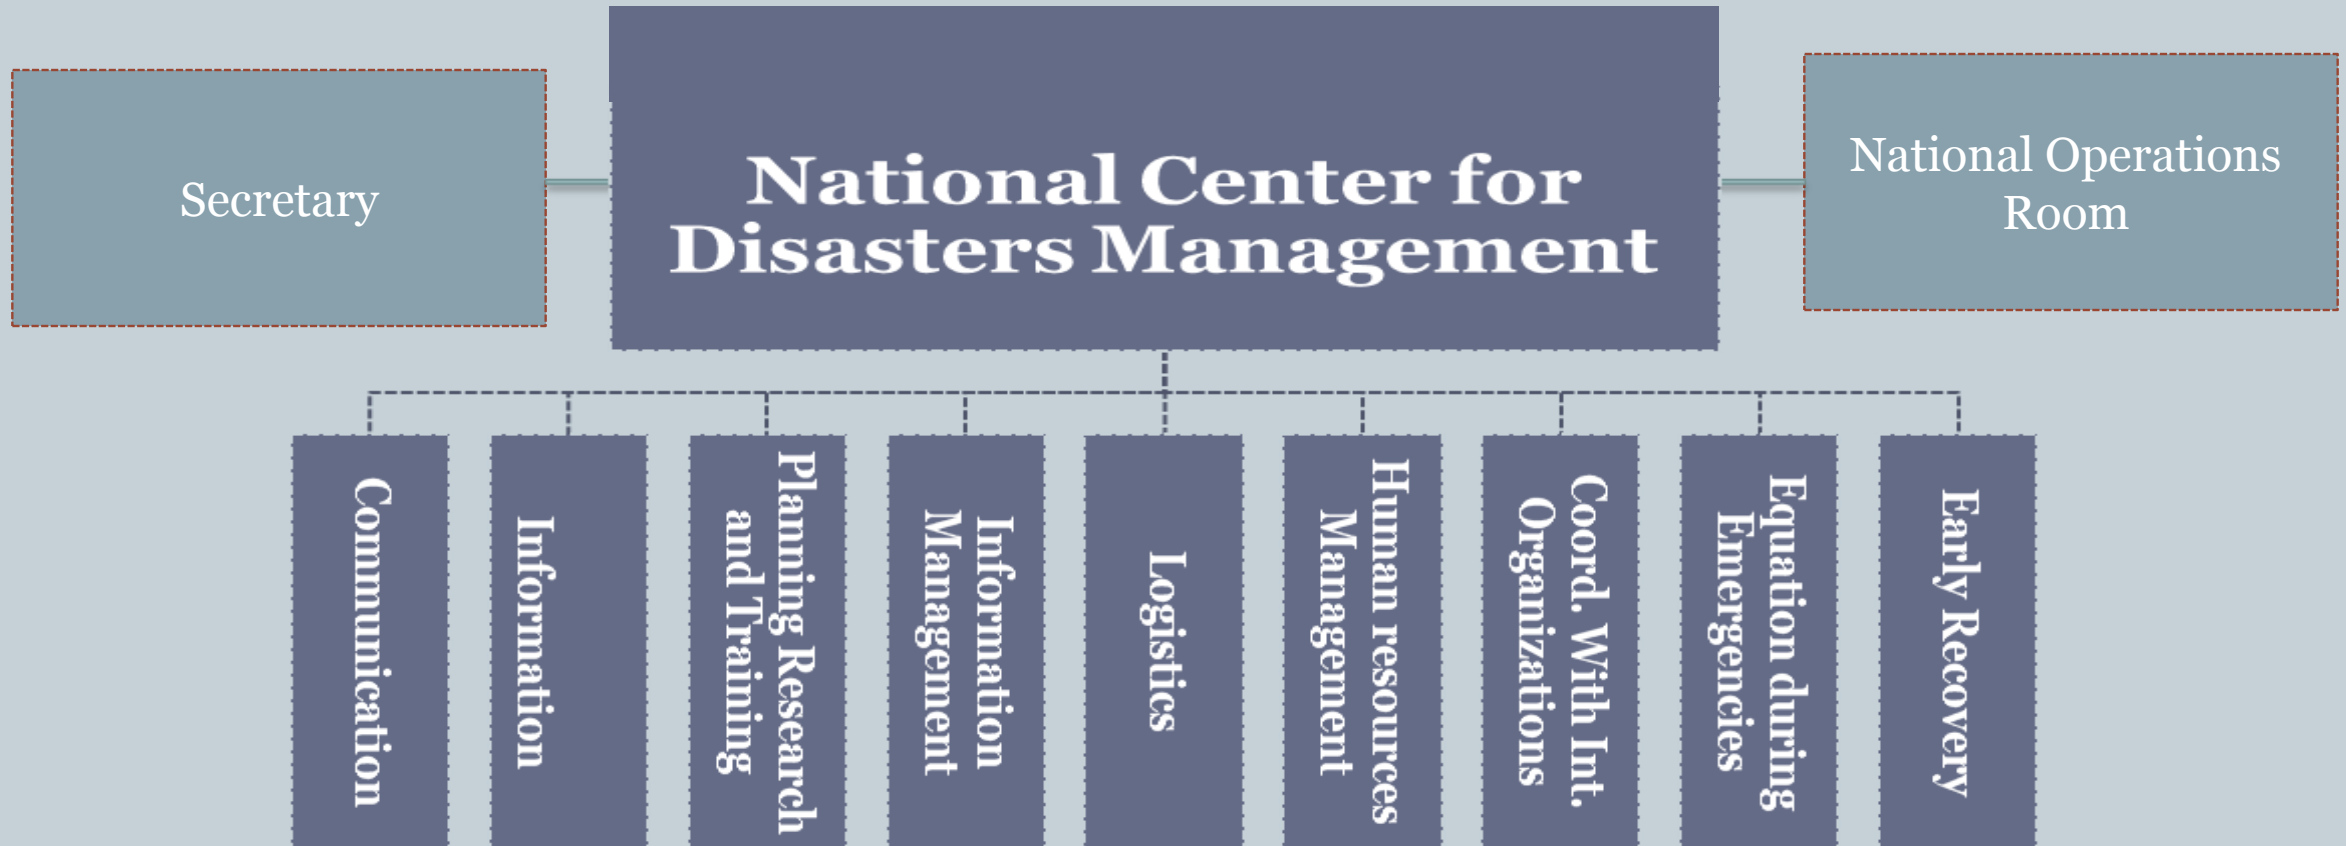 Secretary
National Center for
Disasters Management
National Operations
Room
Communication
Information
Planning Research
and Training
Information
Management
Logistics
Human resources
Management
Coord. With Int.
Organizations
Equation during
Emergencies
Early Recovery